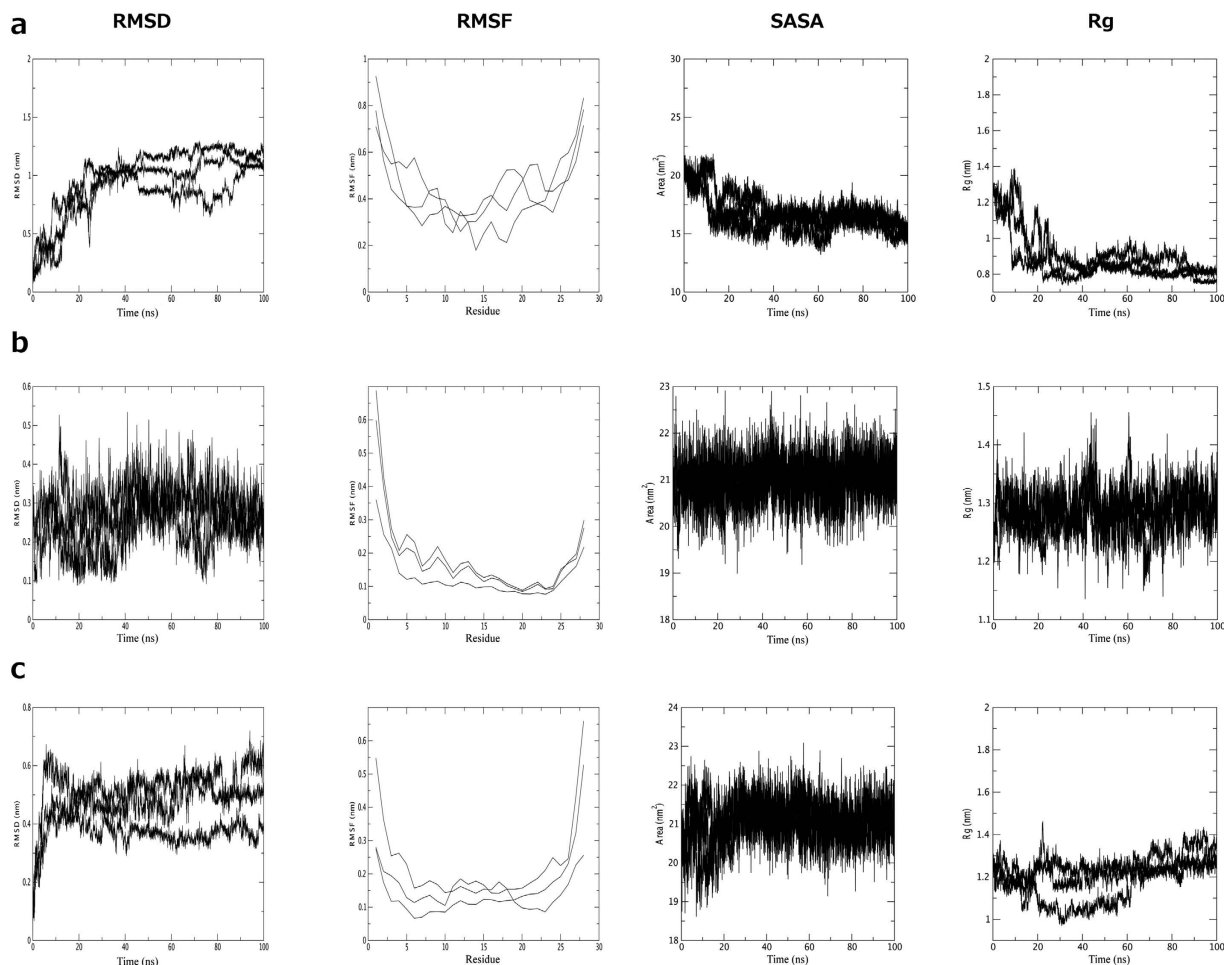 RMSD RMSF SASA Rg
a
2
1.5
1
0.5
0
RMSD (nm)
0 20 40 60 80 100
Time (ns)
1
0.8
0.6
0.4
0.2
0
RMSF (nm)
0 5 10 15 20 25 30
Residue
30
25
20
15
10
Area (nm²)
0 20 40 60 80 100
Time (ns)
2
1.8
1.6
1.4
1.2
1
0.8
Rg (nm)
0 20 40 60 80 100
Time (ns)
b
0.6
0.5
0.4
0.3
0.2
0.1
0
RMSD (nm)
0 20 40 60 80 100
Time (ns)
0.6
0.5
0.4
0.3
0.2
0.1
0
RMSF (nm)
0 5 10 15 20 25 30
Residue
23
22
21
20
19
18
Area (nm²)
0 20 40 60 80 100
Time (ns)
1.5
1.4
1.3
1.2
1.1
Rg (nm)
0 20 40 60 80 100
Time (ns)
c
0.8
0.6
0.4
0.2
0
RMSD (nm)
0 20 40 60 80 100
Time (ns)
0.6
0.5
0.4
0.3
0.2
0.1
0
RMSF (nm)
0 5 10 15 20 25 30
Residue
24
23
22
21
20
19
18
Area (nm²)
0 20 40 60 80 100
Time (ns)
2
1.8
1.6
1.4
1.2
1
Rg (nm)
0 20 40 60 80 100
Time (ns)